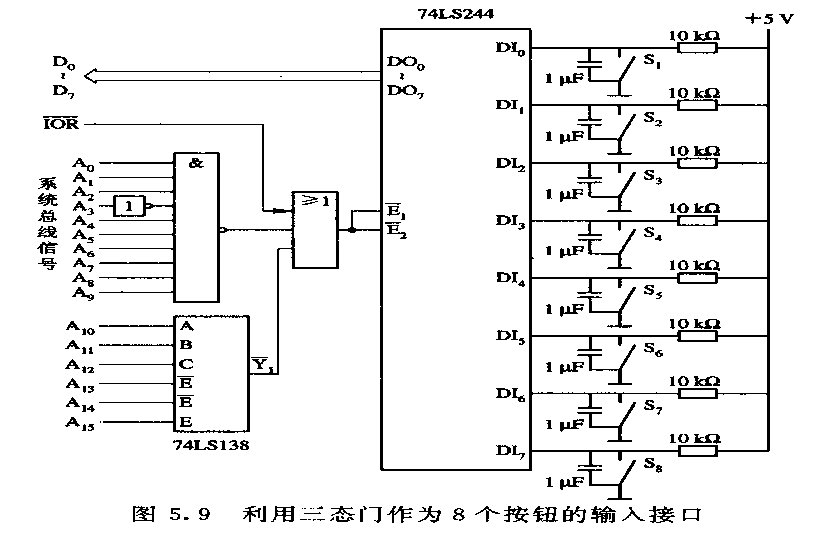 74LS244
+5 V
D₀
≀
D₇
DO₀
≀
DO₇
IOR
系统总线信号
A₀
A₁
A₂
A₃
A₄
A₅
A₆
A₇
A₈
A₉
1
&
≥1
E₁
E₂
A₁₀
A₁₁
A₁₂
A₁₃
A₁₄
A₁₅
A
B
C
E
E
E
Y₁
74LS138
DI₀
1 μF
S₁
10 kΩ
DI₁
1 μF
S₂
10 kΩ
DI₂
1 μF
S₃
10 kΩ
DI₃
1 μF
S₄
10 kΩ
DI₄
1 μF
S₅
10 kΩ
DI₅
1 μF
S₆
10 kΩ
DI₆
1 μF
S₇
10 kΩ
DI₇
1 μF
S₈
10 kΩ
图 5.9 利用三态门作为 8 个按钮的输入接口